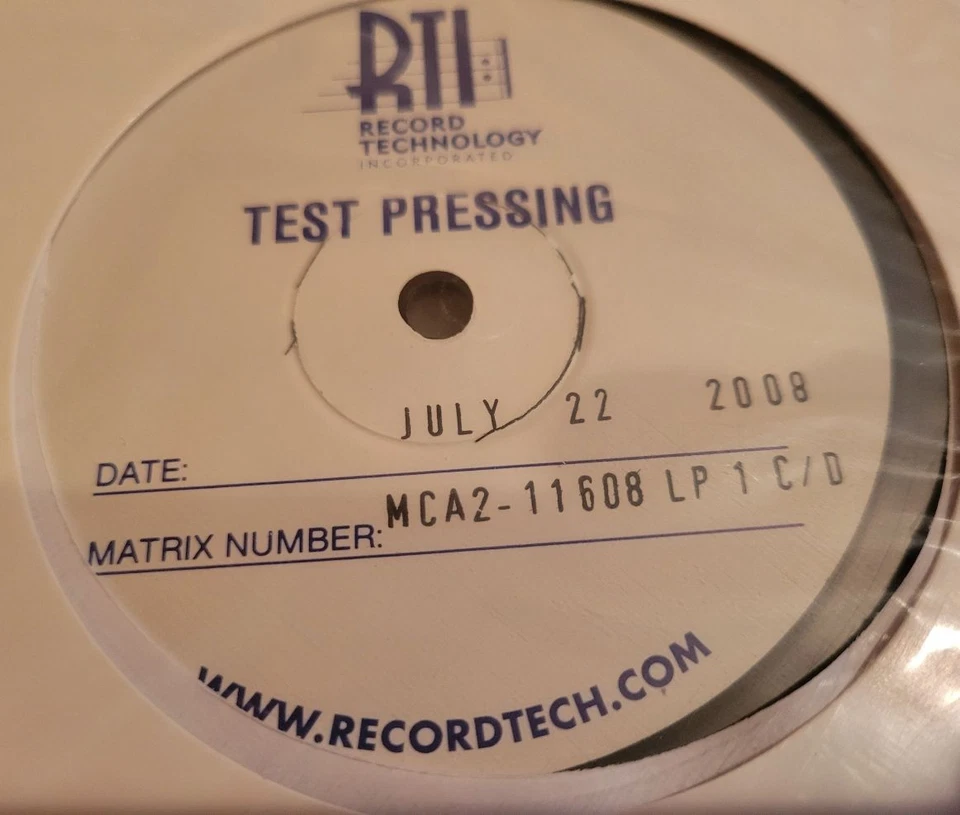 RTI
RECORD
TECHNOLOGY
INCORPORATED
TEST PRESSING
JULY 22 2008
DATE:
MCA2-11608 LP 1 C/D
MATRIX NUMBER:
WWW.RECORDTECH.COM